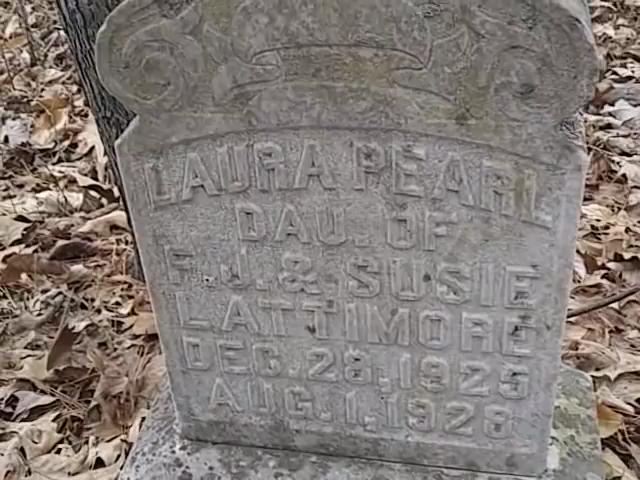 LAURA PEARL
DAU. OF
F.J. & SUSIE
LATTIMORE
DEC. 28, 1925
AUG. 1, 1928